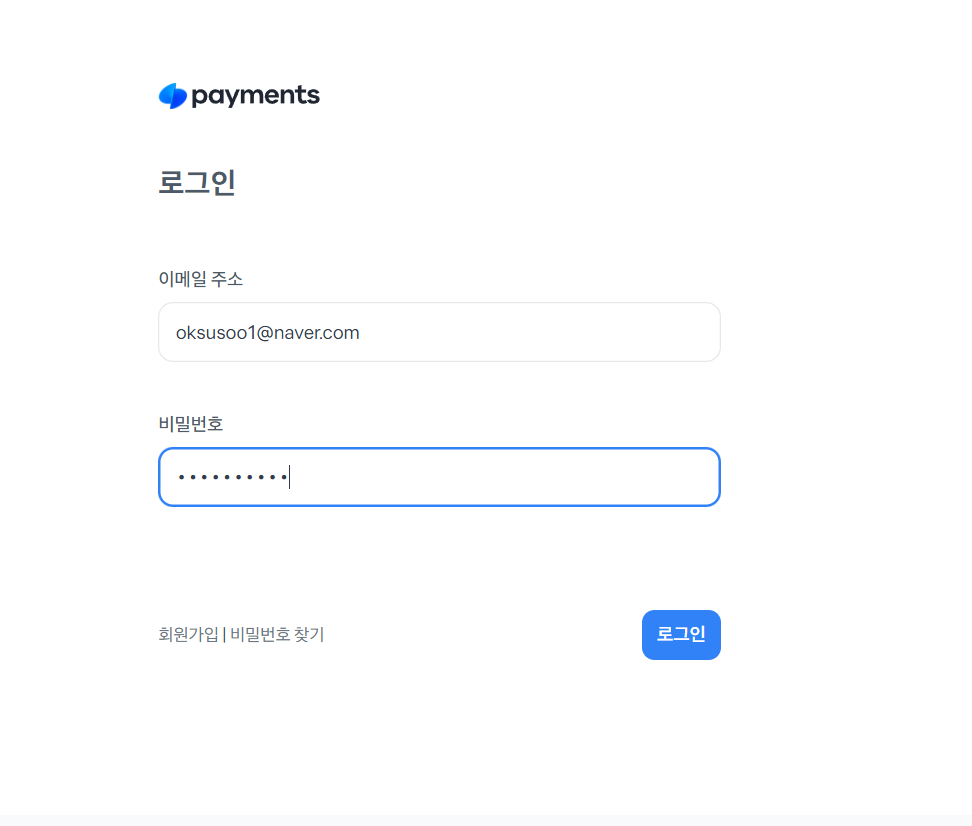 payments
로그인
이메일 주소
oksusoo1@naver.com
비밀번호
••••••••••
회원가입 | 비밀번호 찾기
로그인